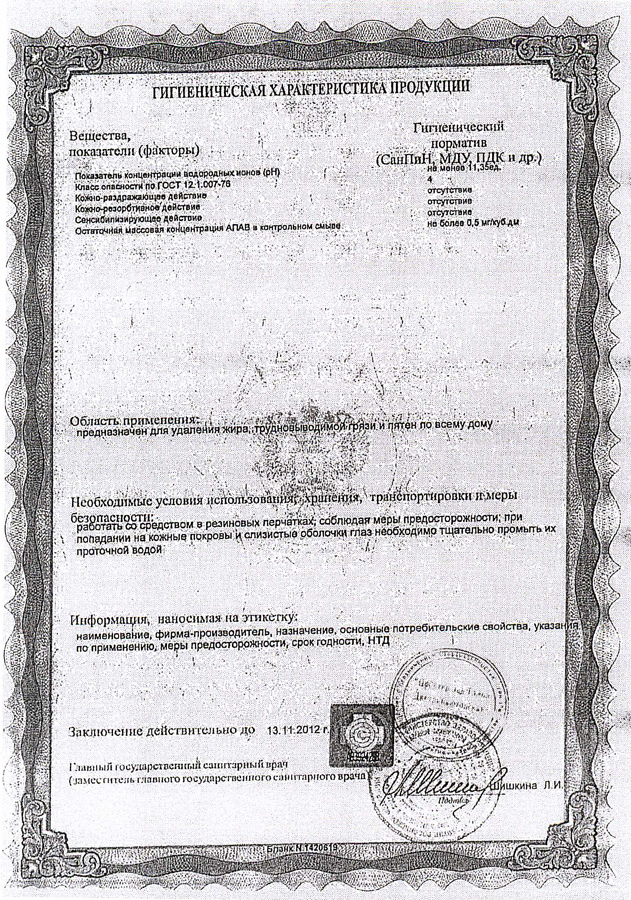 ГИГИЕНИЧЕСКАЯ ХАРАКТЕРИСТИКА ПРОДУКЦИИ
Вещества,
показатели (факторы)
Гигиенический
норматив
(СанПиН, МДУ, ПДК и др.)
Показатель концентрации водородных ионов (pH) не менее 11,35ед.
Класс опасности по ГОСТ 12.1.007-76 4
Кожно-раздражающее действие отсутствие
Кожно-резорбтивное действие отсутствие
Сенсибилизирующее действие отсутствие
Остаточная массовая концентрация АПАВ в контрольном смыве не более 0,5 мг/куб.дм
Область применения:
предназначен для удаления жира, трудновыводимой грязи и пятен по всему дому
Необходимые условия использования, хранения, транспортировки и меры
безопасности:
работать со средством в резиновых перчатках, соблюдая меры предосторожности; при
попадании на кожные покровы и слизистые оболочки глаз необходимо тщательно промыть их
проточной водой
Информация, наносимая на этикетку:
наименование, фирма-производитель, назначение, основные потребительские свойства, указания
по применению, меры предосторожности, срок годности, НТД
Заключение действительно до 13.11.2012 г.
Главный государственный санитарный врач
(заместитель главного государственного санитарного врача)
Шишкина Л.И.
Подпись
Бланк N 1420619